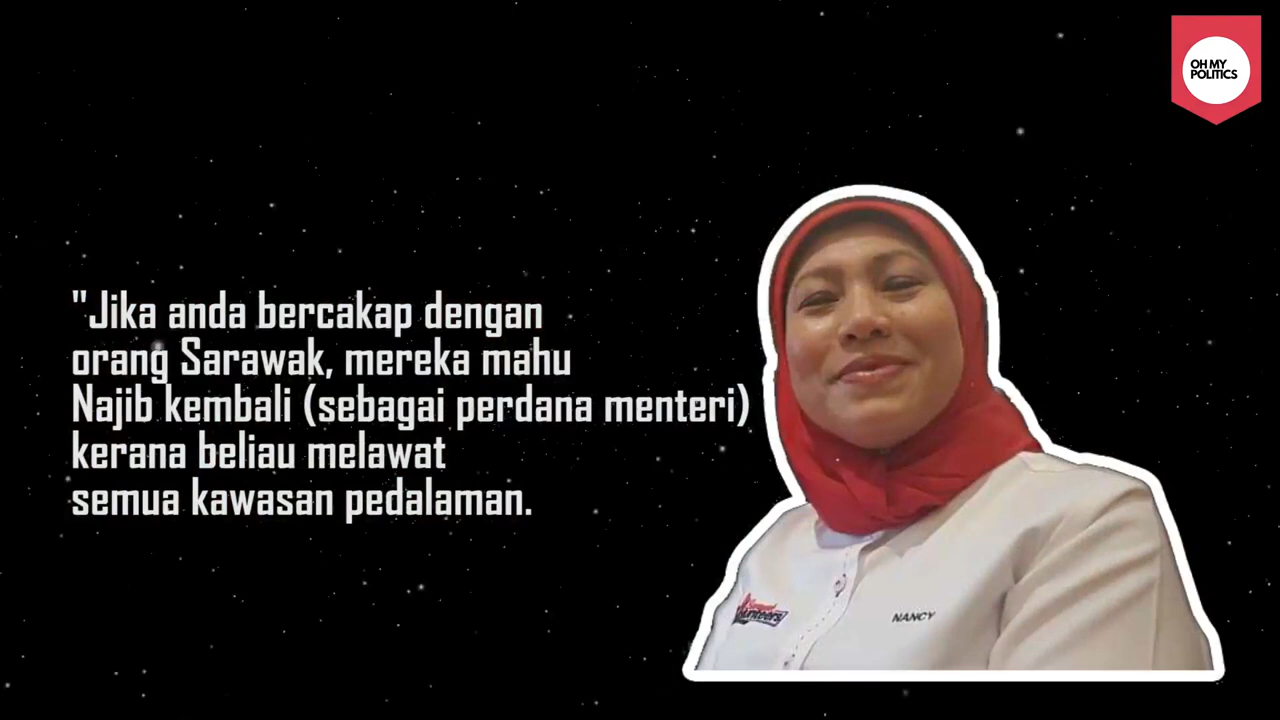 OH MY
POLITICS
"Jika anda bercakap dengan
orang Sarawak, mereka mahu
Najib kembali (sebagai perdana menteri)
kerana beliau melawat
semua kawasan pedalaman.
NANCY